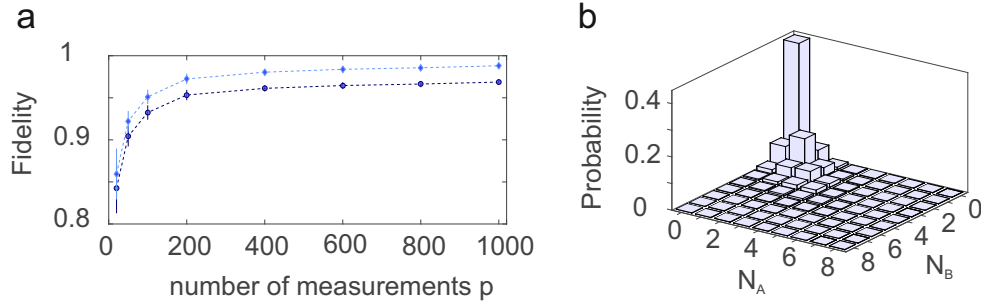 a
1
0.9
0.8
Fidelity
0 200 400 600 800 1000
number of measurements p
b
0.4
0.2
0
Probability
0 2 4 6 8
N_A
8 6 4 2 0
N_B